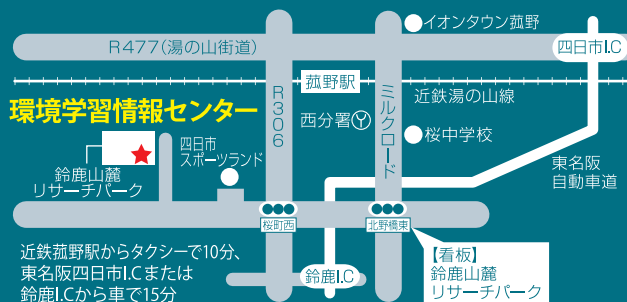 イオンタウン菰野
R477(湯の山街道)
四日市I.C
菰野駅
近鉄湯の山線
R306
ミルクロード
環境学習情報センター
西分署
桜中学校
四日市
スポーツランド
鈴鹿山麓
リサーチパーク
東名阪
自動車道
桜町西
北野橋東
近鉄菰野駅からタクシーで10分、
東名阪四日市I.Cまたは
鈴鹿I.Cから車で15分
鈴鹿I.C
【看板】
鈴鹿山麓
リサーチパーク